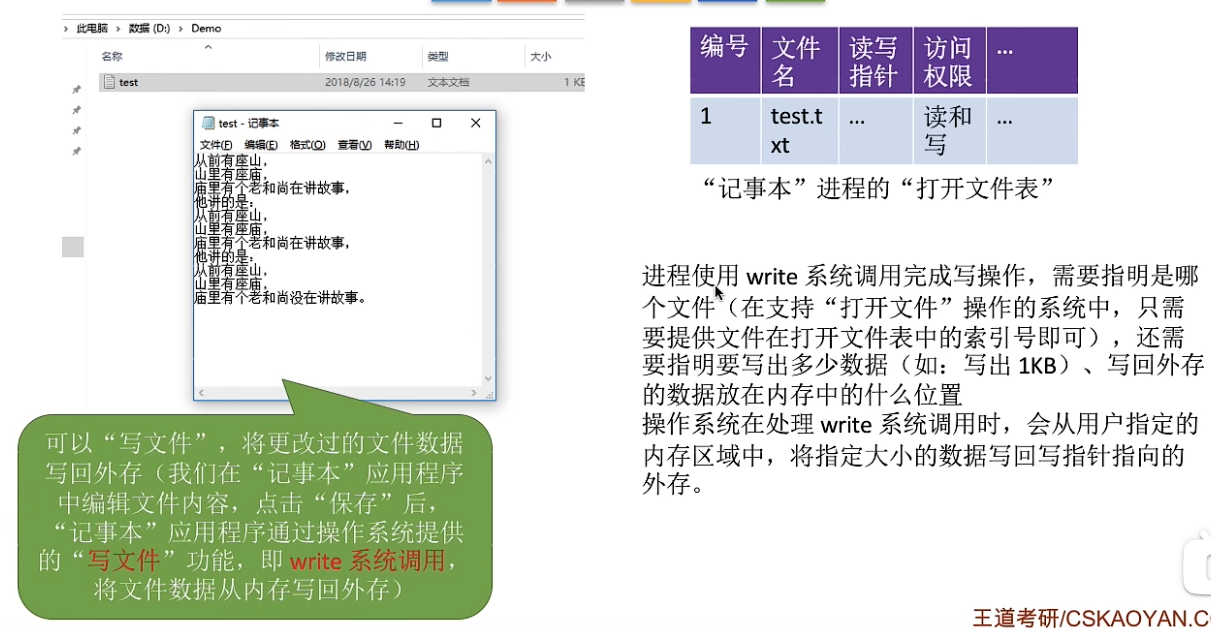 此电脑 › 数据 (D:) › Demo
名称 修改日期 类型 大小
test 2018/8/26 14:19 文本文档 1 KB
test - 记事本
文件(F) 编辑(E) 格式(O) 查看(V) 帮助(H)
从前有座山，
山里有座庙，
庙里有个老和尚在讲故事，
他讲的是：
从前有座山，
山里有座庙，
庙里有个老和尚在讲故事，
他讲的是：
从前有座山，
山里有座庙，
庙里有个老和尚没在讲故事。
可以“写文件”，将更改过的文件数据
写回外存（我们在“记事本”应用程序
中编辑文件内容，点击“保存”后，
“记事本”应用程序通过操作系统提供
的“写文件”功能，即 write 系统调用，
将文件数据从内存写回外存）
编号 文件名 读写指针 访问权限 …
1 test.txt … 读和写 …
“记事本”进程的“打开文件表”
进程使用 write 系统调用完成写操作，需要指明是哪
个文件（在支持“打开文件”操作的系统中，只需
要提供文件在打开文件表中的索引号即可），还需
要指明要写出多少数据（如：写出 1KB）、写回外存
的数据放在内存中的什么位置
操作系统在处理 write 系统调用时，会从用户指定的
内存区域中，将指定大小的数据写回写指针指向的
外存。
王道考研/CSKAOYAN.C